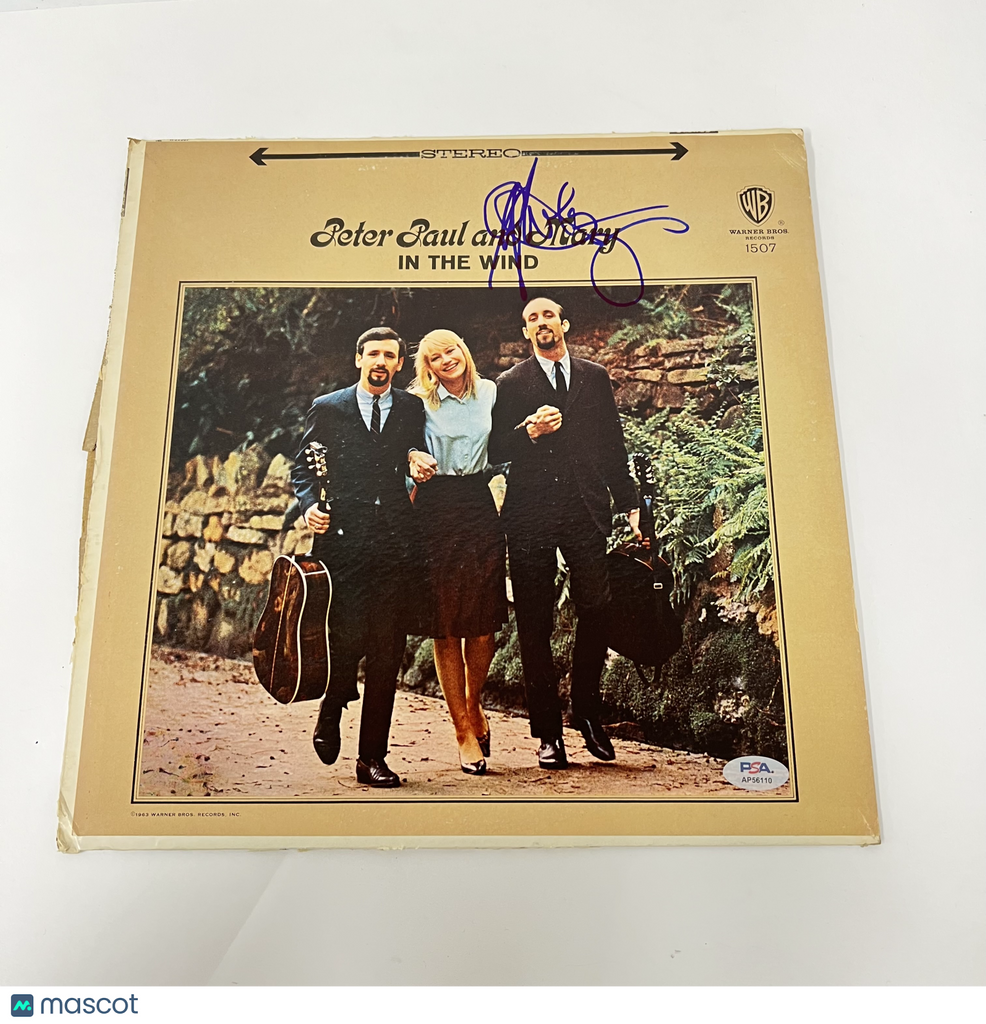 STEREO
Peter Paul and Mary
IN THE WIND
WB
®
WARNER BROS.
RECORDS
1507
PSA.
AP56110
©1963 WARNER BROS. RECORDS, INC.
mascot